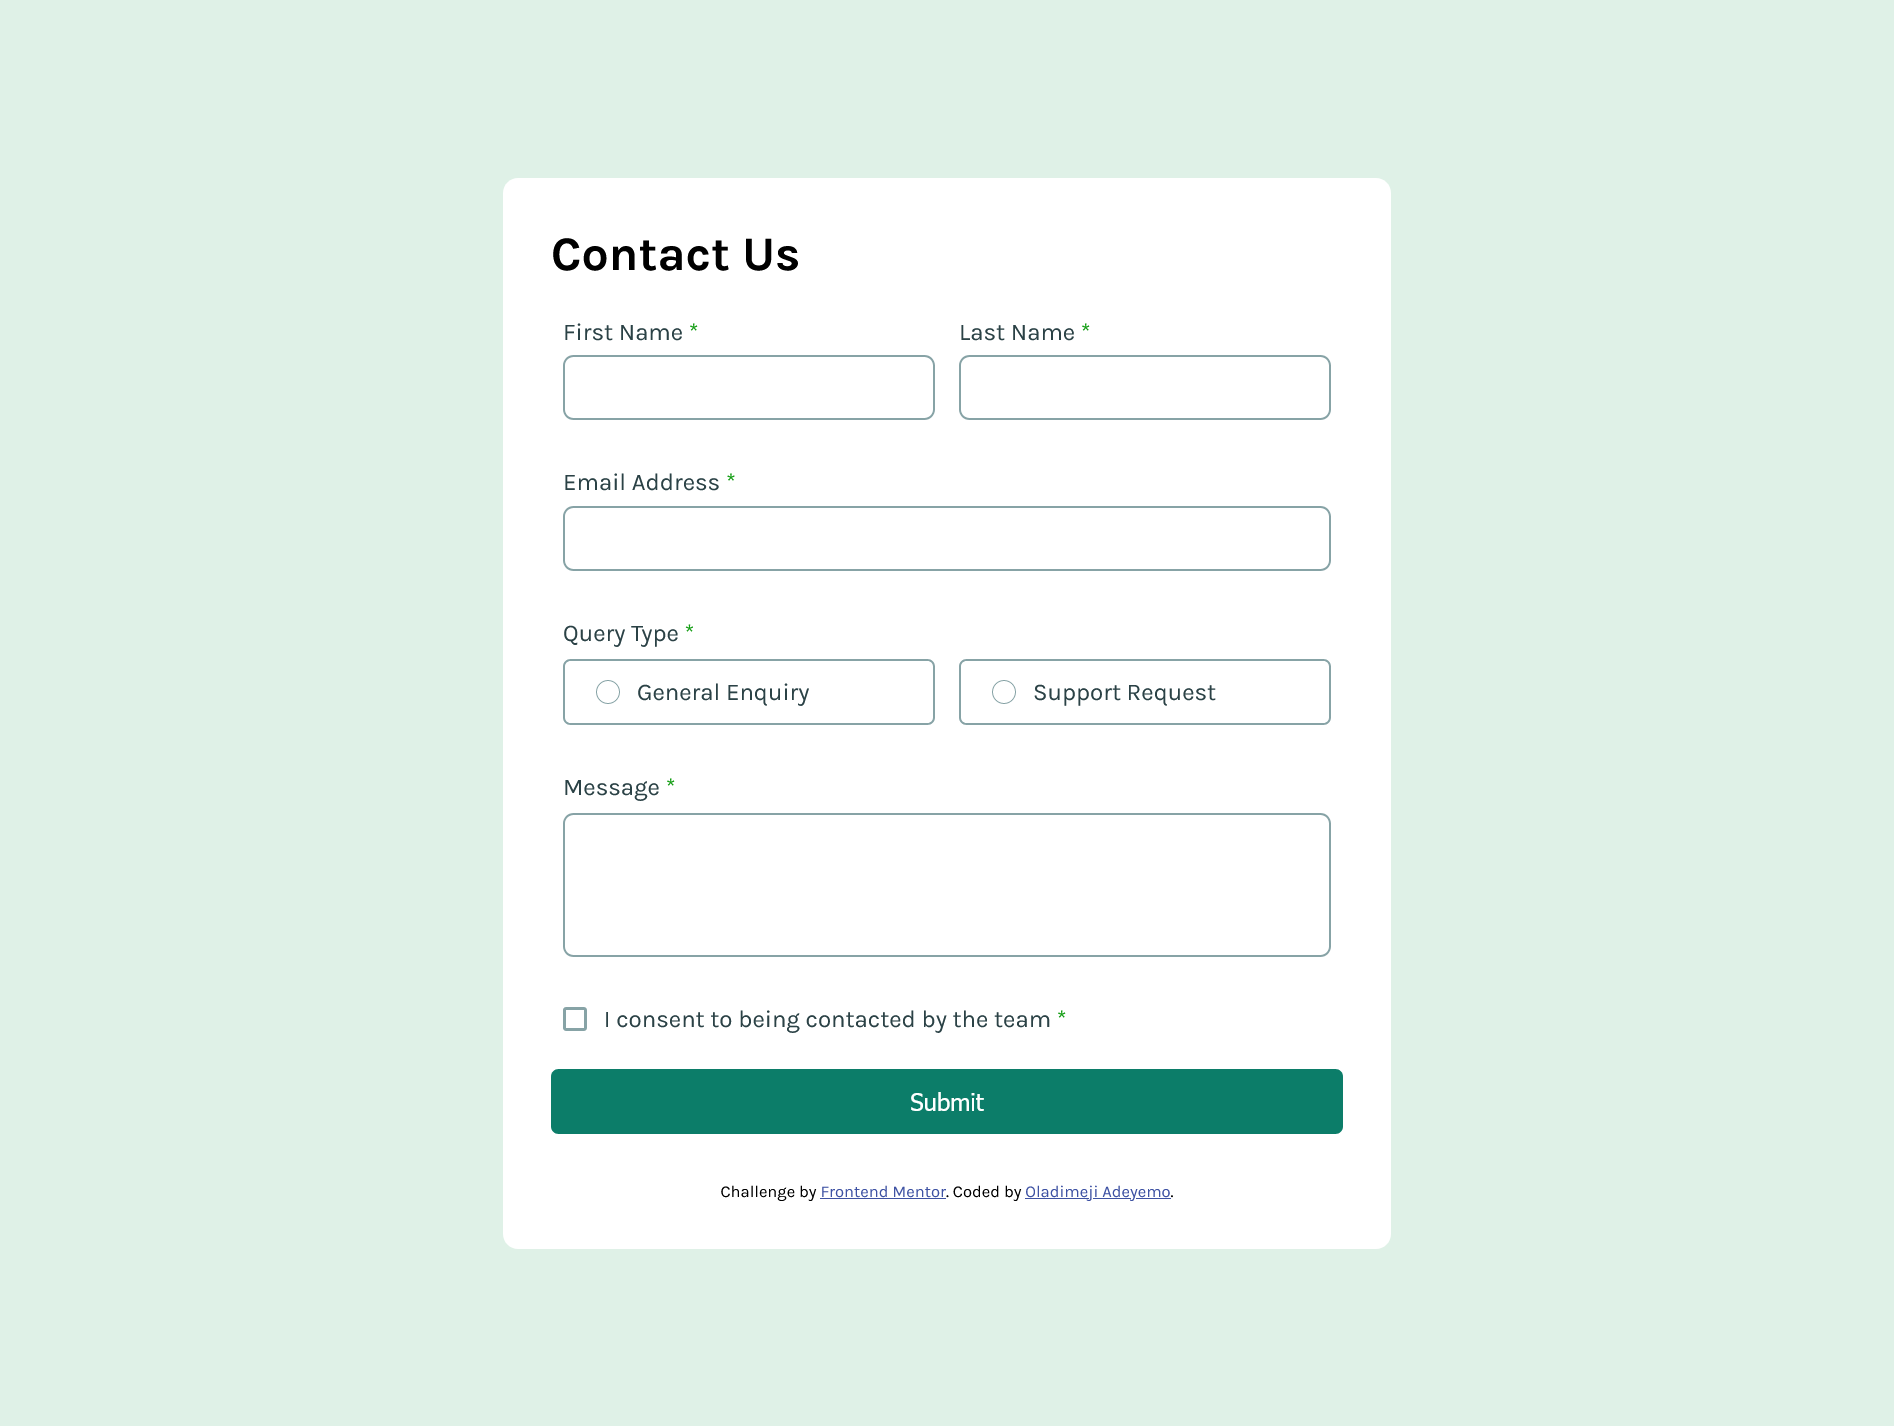 Contact Us
First Name * Last Name *
Email Address *
Query Type *
General Enquiry Support Request
Message *
I consent to being contacted by the team *
Submit
Challenge by Frontend Mentor. Coded by Oladimeji Adeyemo.